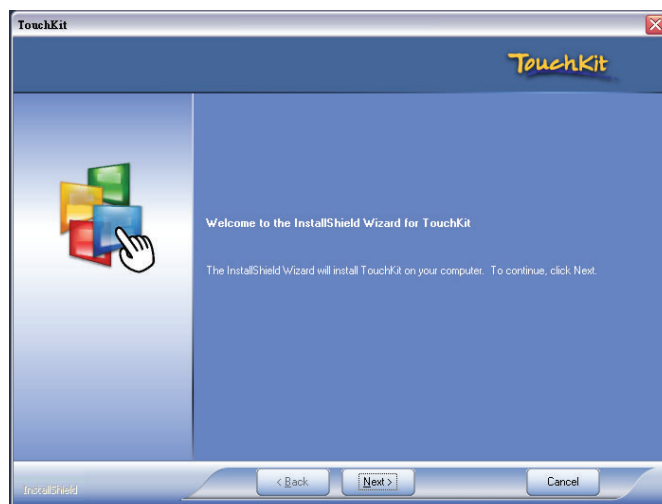 TouchKit
TouchKit
Welcome to the InstallShield Wizard for TouchKit
The InstallShield Wizard will install TouchKit on your computer. To continue, click Next.
InstallShield
< Back
Next >
Cancel